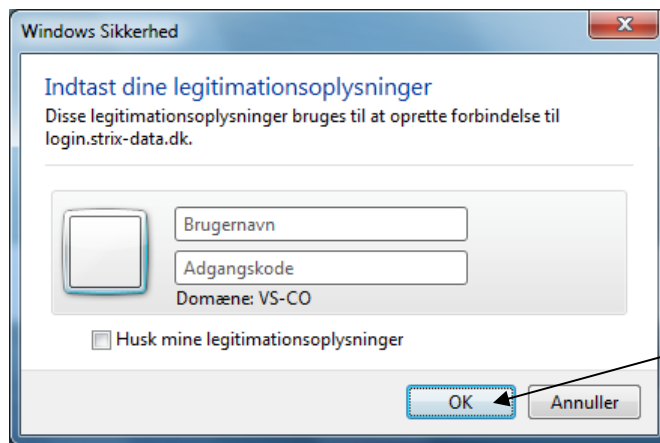 Windows Sikkerhed
Indtast dine legitimationsoplysninger
Disse legitimationsoplysninger bruges til at oprette forbindelse til
login.strix-data.dk.
Brugernavn
Adgangskode
Domæne: VS-CO
Husk mine legitimationsoplysninger
OK
Annuller